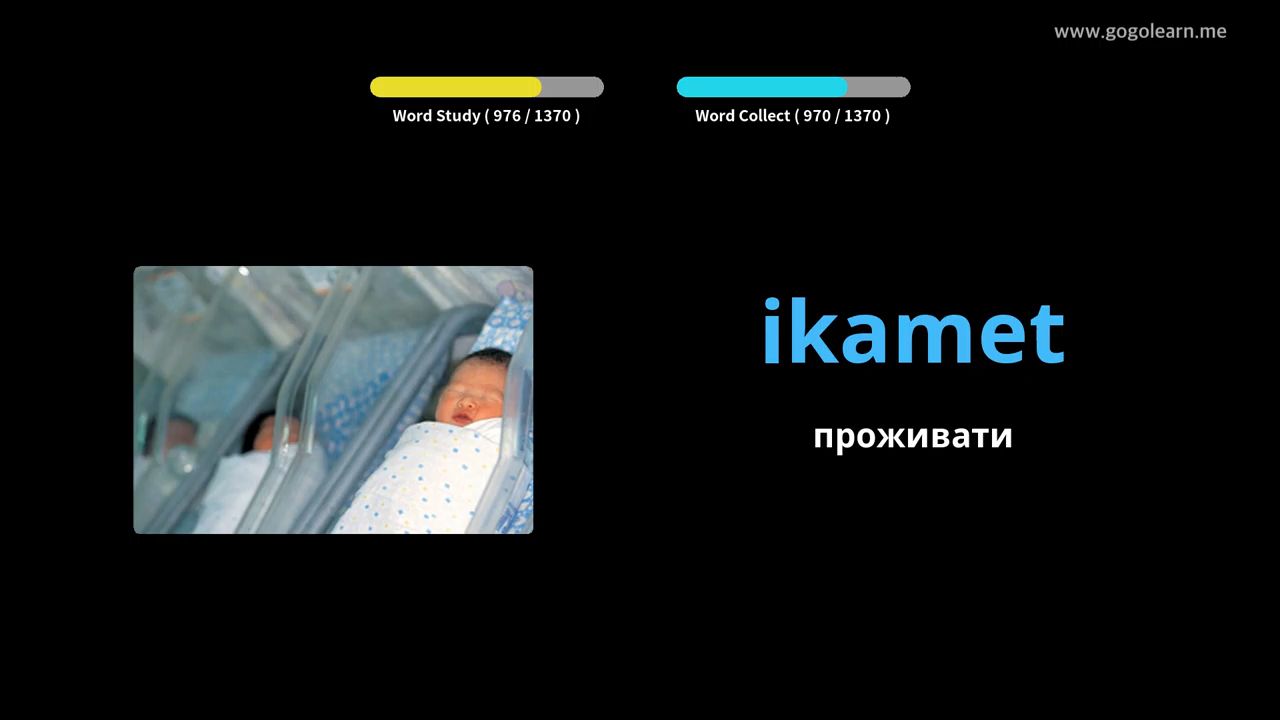 www.gogolearn.me
Word Study ( 976 / 1370 )
Word Collect ( 970 / 1370 )
ikamet
проживати